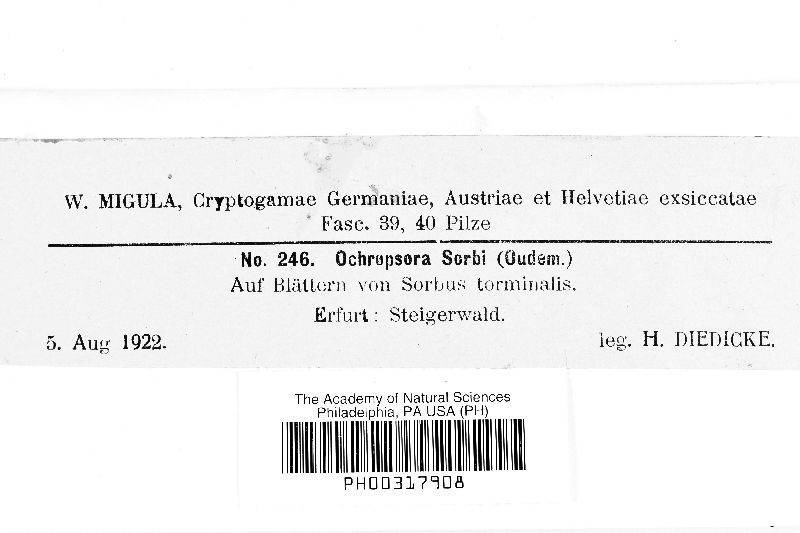 W. MIGULA, Cryptogamae Germaniae, Austriae et Helvetiae exsiccatae
Fasc. 39, 40 Pilze
No. 246. Ochropsora Sorbi (Oudem.)
Auf Blättern von Sorbus torminalis.
Erfurt: Steigerwald.
5. Aug 1922. leg. H. DIEDICKE.
The Academy of Natural Sciences
Philadelphia, PA USA (PH)
PH00317908